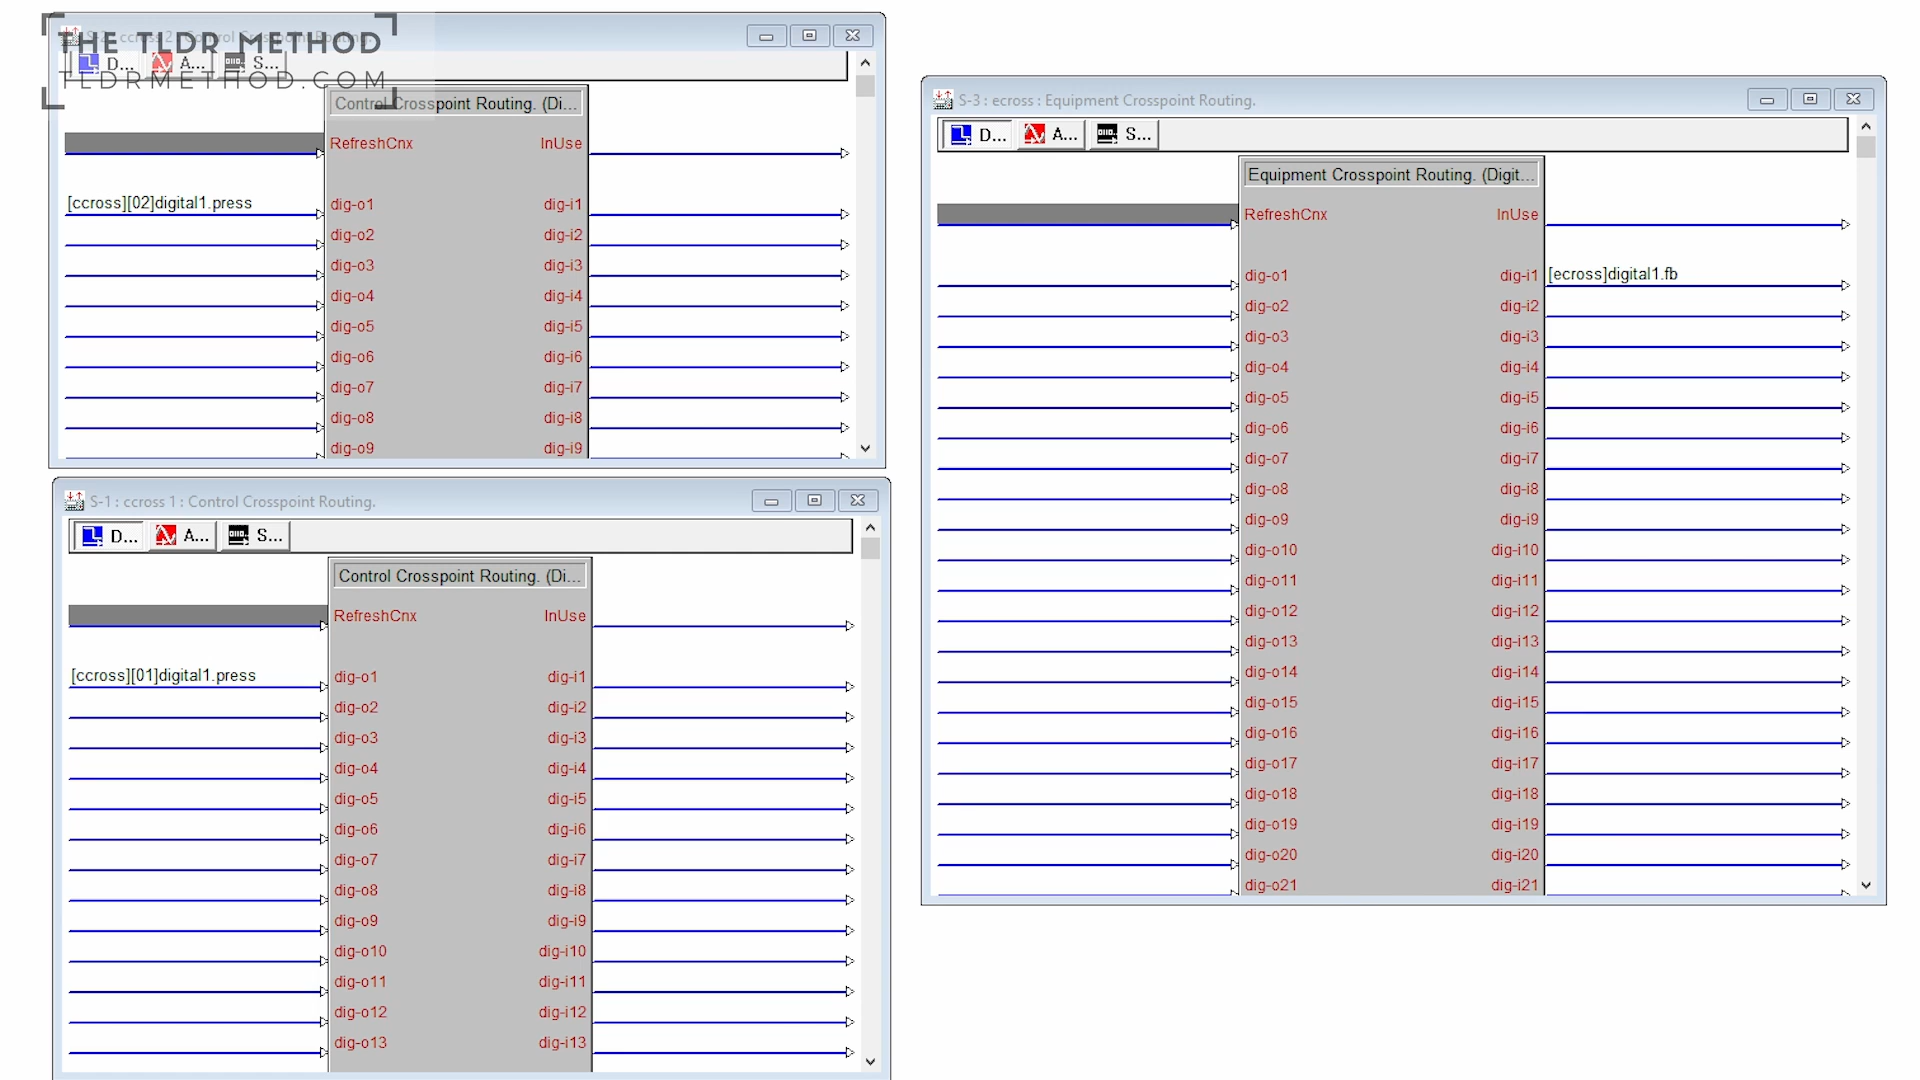 THE TLDR METHOD
TLDRMETHOD.COM
D... A... S...
Control Crosspoint Routing. (Di...
RefreshCnx InUse
[ccross][02]digital1.press dig-o1 dig-i1
dig-o2 dig-i2
dig-o3 dig-i3
dig-o4 dig-i4
dig-o5 dig-i5
dig-o6 dig-i6
dig-o7 dig-i7
dig-o8 dig-i8
dig-o9 dig-i9
S-1 : ccross 1 : Control Crosspoint Routing.
D... A... S...
Control Crosspoint Routing. (Di...
RefreshCnx InUse
[ccross][01]digital1.press dig-o1 dig-i1
dig-o2 dig-i2
dig-o3 dig-i3
dig-o4 dig-i4
dig-o5 dig-i5
dig-o6 dig-i6
dig-o7 dig-i7
dig-o8 dig-i8
dig-o9 dig-i9
dig-o10 dig-i10
dig-o11 dig-i11
dig-o12 dig-i12
dig-o13 dig-i13
S-3 : ecross : Equipment Crosspoint Routing.
D... A... S...
Equipment Crosspoint Routing. (Digit...
RefreshCnx InUse
dig-o1 dig-i1 [ecross]digital1.fb
dig-o2 dig-i2
dig-o3 dig-i3
dig-o4 dig-i4
dig-o5 dig-i5
dig-o6 dig-i6
dig-o7 dig-i7
dig-o8 dig-i8
dig-o9 dig-i9
dig-o10 dig-i10
dig-o11 dig-i11
dig-o12 dig-i12
dig-o13 dig-i13
dig-o14 dig-i14
dig-o15 dig-i15
dig-o16 dig-i16
dig-o17 dig-i17
dig-o18 dig-i18
dig-o19 dig-i19
dig-o20 dig-i20
dig-o21 dig-i21